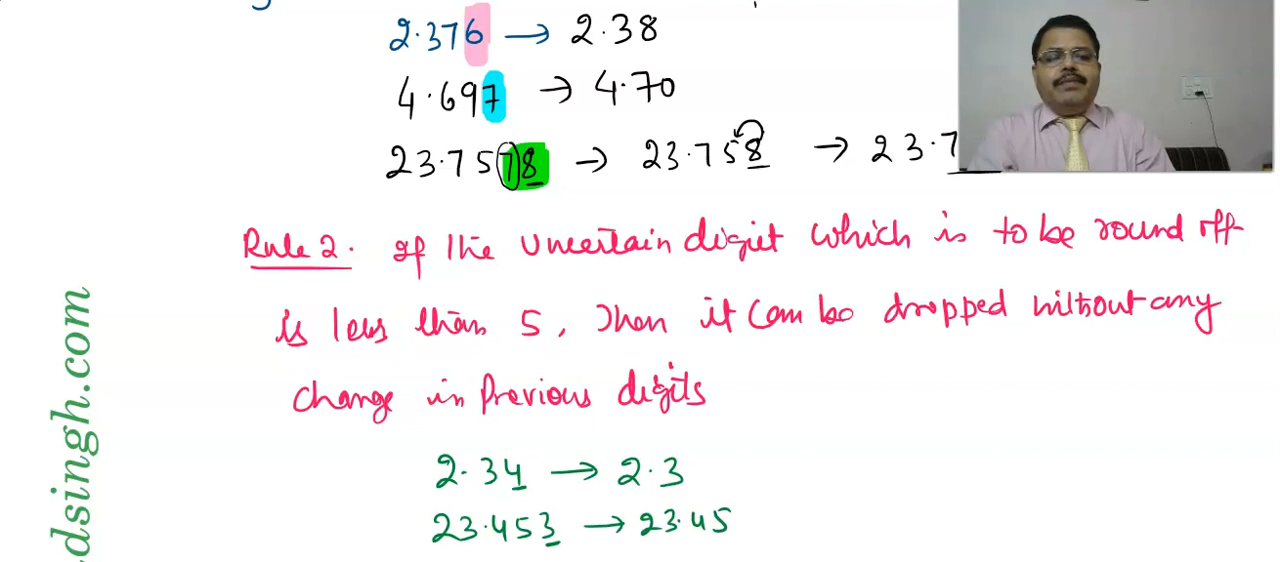 2.376 → 2.38
4.697 → 4.70
23.7578 → 23.758 → 23.7
Rule 2. If the uncertain digit which is to be round off
is less than 5, Then it can be dropped without any
change in Previous digits
2.34 → 2.3
23.453 → 23.45
dsingh.com